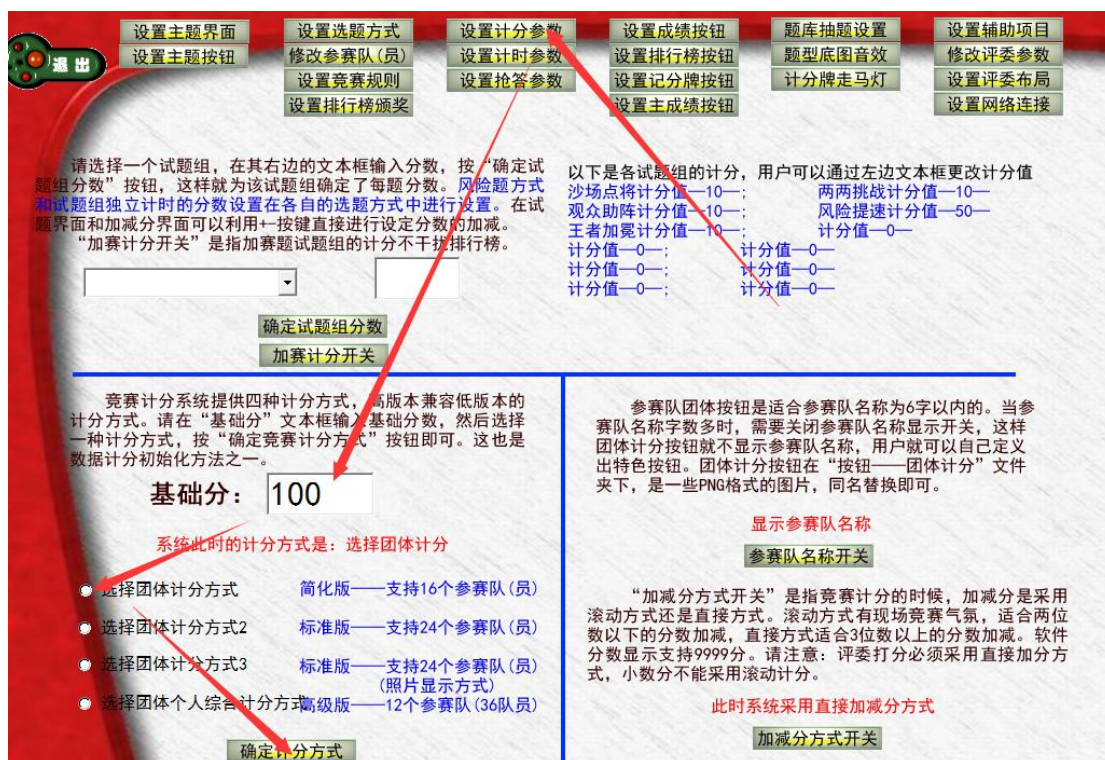 设置主题界面 设置选题方式 设置计分参数 设置成绩按钮 题库抽题设置 设置辅助项目
退出 设置主题按钮 修改参赛队(员) 设置计时参数 设置排行榜按钮 题型底图音效 修改评委参数
设置竞赛规则 设置抢答参数 设置记分牌按钮 计分牌走马灯 设置评委布局
设置排行榜颁奖 设置主成绩按钮 设置网络连接
请选择一个试题组，在其右边的文本框输入分数，按“确定试
题组分数”按钮，这样就为该试题组确定了每题分数。风险题方式
和试题组独立计时的分数设置在各自的选题方式中进行设置。在试
题界面和加减分界面可以利用+-按键直接进行设定分数的加减。
“加赛计分开关”是指加赛题试题组的计分不干扰排行榜。
确定试题组分数
加赛计分开关
以下是各试题组的计分，用户可以通过左边文本框更改计分值
沙场点将计分值—10—; 两两挑战计分值—10—
观众助阵计分值—10—; 风险提速计分值—50—
王者加冕计分值—10—; 计分值—0—
计分值—0—; 计分值—0—
计分值—0—; 计分值—0—
计分值—0—; 计分值—0—
竞赛计分系统提供四种计分方式，高版本兼容低版本的
计分方式。请在“基础分”文本框输入基础分数，然后选择
一种计分方式，按“确定竞赛计分方式”按钮即可。这也是
数据计分初始化方法之一。
基础分： 100
系统此时的计分方式是：选择团体计分
选择团体计分方式 简化版——支持16个参赛队(员)
选择团体计分方式2 标准版——支持24个参赛队(员)
选择团体计分方式3 标准版——支持24个参赛队(员)
(照片显示方式)
选择团体个人综合计分方式 高级版——12个参赛队(36队员)
确定计分方式
参赛队团体按钮是适合参赛队名称为6字以内的。当参
赛队名称字数多时，需要关闭参赛队名称显示开关，这样
团体计分按钮就不显示参赛队名称，用户就可以自己定义
出特色按钮。团体计分按钮在“按钮——团体计分”文件
夹下，是一些PNG格式的图片，同名替换即可。
显示参赛队名称
参赛队名称开关
“加减分方式开关”是指竞赛计分的时候，加减分是采用
滚动方式还是直接方式。滚动方式有现场竞赛气氛，适合两位
数以下的分数加减，直接方式适合3位数以上的分数加减。软件
分数显示支持9999分。请注意：评委打分必须采用直接加分方
式，小数分不能采用滚动计分。
此时系统采用直接加减分方式
加减分方式开关